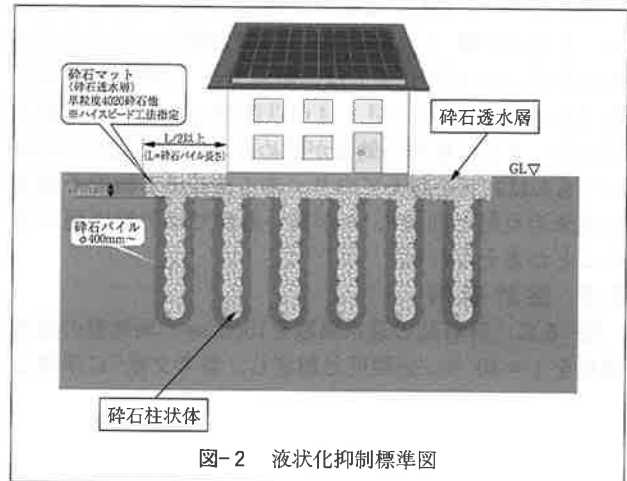 砕石マット
(砕石透水層)
単粒度4020砕石他
※ハイスピード工法指定
L/2以上
(L=砕石パイル長さ)
砕石透水層
GL▽
砕石パイル
φ400mm〜
砕石柱状体
図-2 液状化抑制標準図